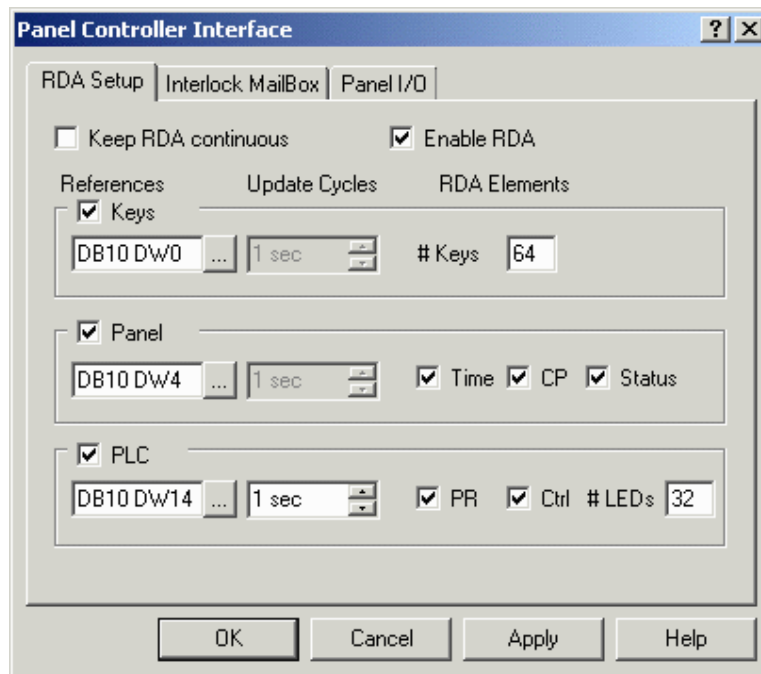 Panel Controller Interface
RDA Setup Interlock MailBox Panel I/O
Keep RDA continuous Enable RDA
References Update Cycles RDA Elements
Keys
DB10 DW0 ... 1 sec # Keys 64
Panel
DB10 DW4 ... 1 sec Time CP Status
PLC
DB10 DW14 ... 1 sec PR Ctrl # LEDs 32
OK Cancel Apply Help